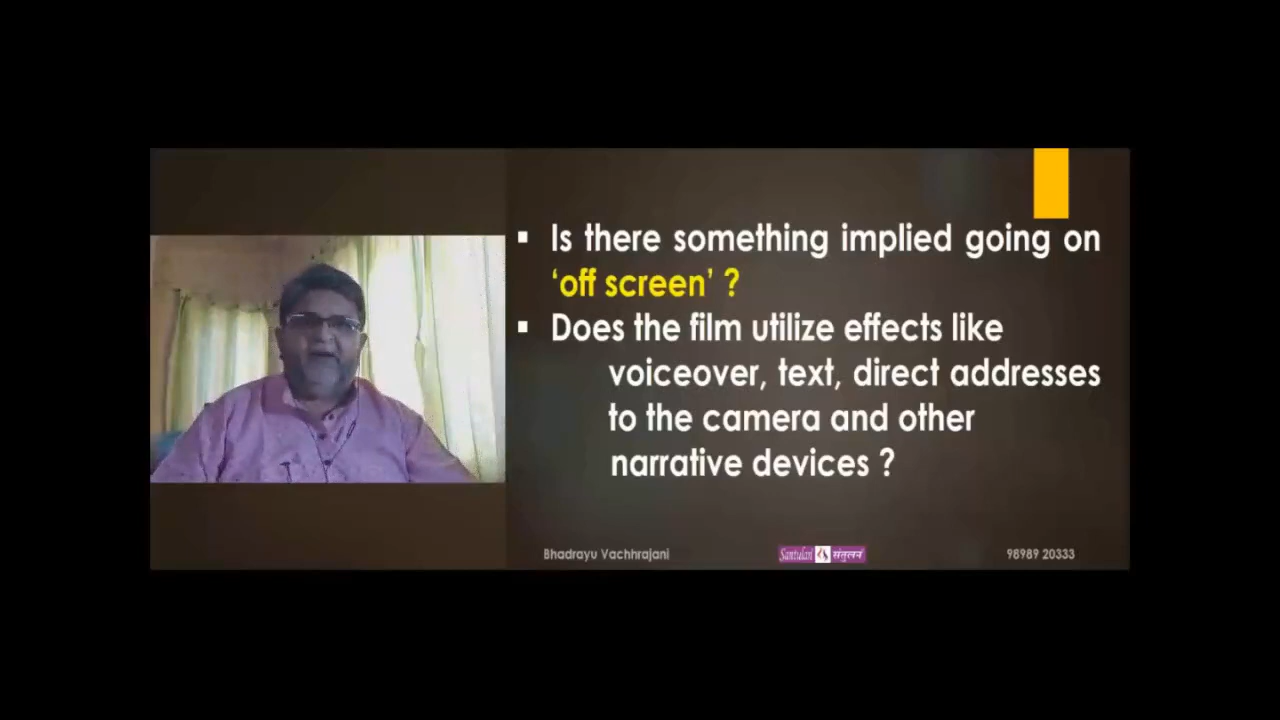 ▪ Is there something implied going on
‘off screen’ ?
▪ Does the film utilize effects like
voiceover, text, direct addresses
to the camera and other
narrative devices ?
Bhadrayu Vachhrajani
Santulan संतुलन
98989 20333